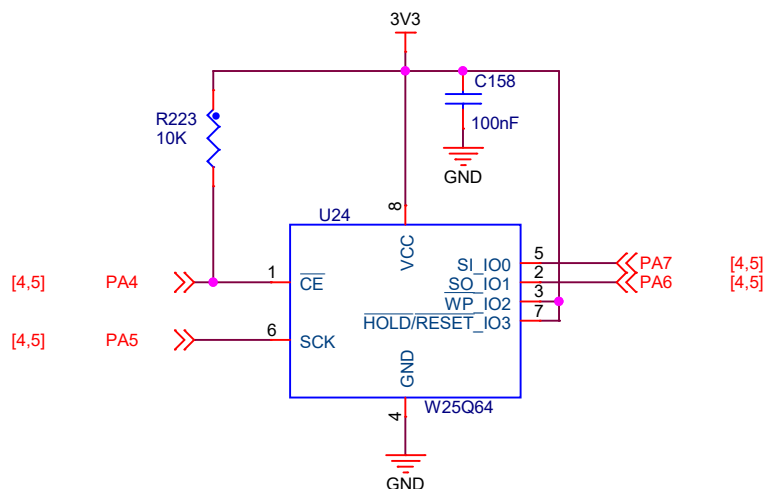 3V3
C158
100nF
GND
R223
10K
U24
8
VCC
[4,5] PA4 1 CE
[4,5] PA5 6 SCK
SI_IO0 5 PA7 [4,5]
SO_IO1 2 PA6 [4,5]
WP_IO2 3
HOLD/RESET_IO3 7
GND
4
W25Q64
GND